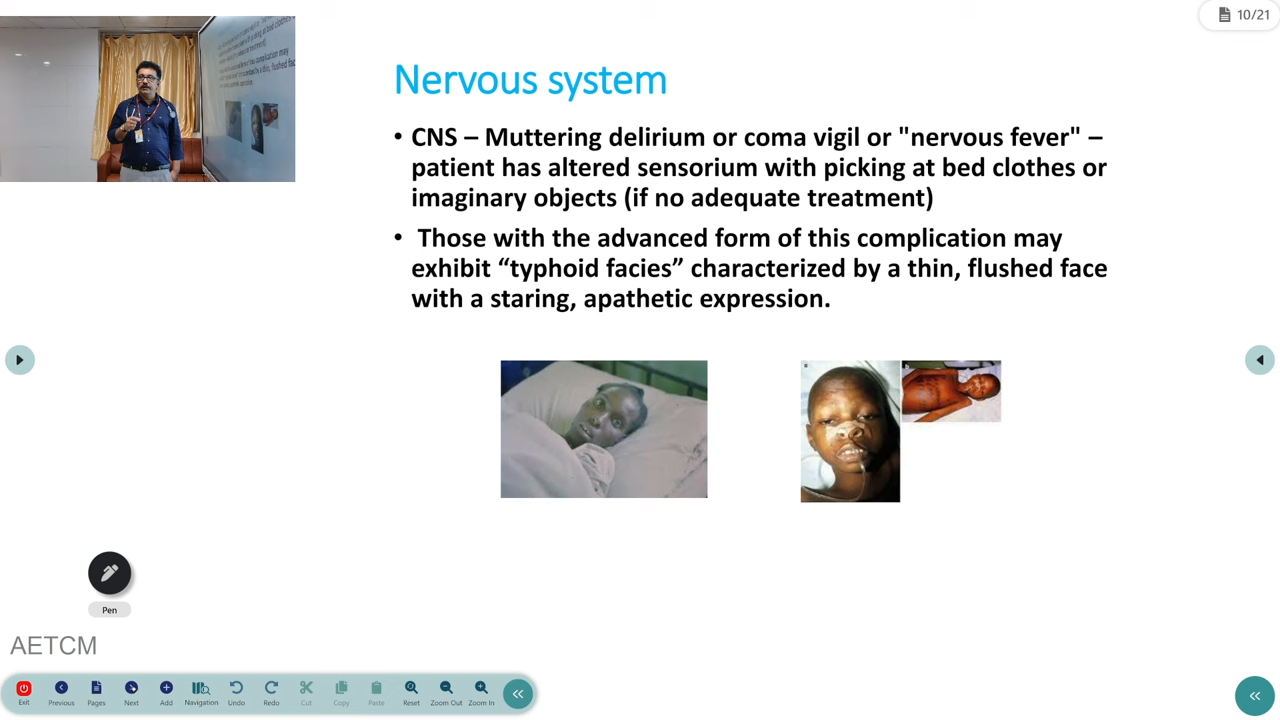 10/21
Nervous system
• CNS – Muttering delirium or coma vigil or "nervous fever" –
patient has altered sensorium with picking at bed clothes or
imaginary objects (if no adequate treatment)
• Those with the advanced form of this complication may
exhibit “typhoid facies” characterized by a thin, flushed face
with a staring, apathetic expression.
Pen
AETCM
Exit Previous Pages Next Add Navigation Undo Redo Cut Copy Paste Reset Zoom Out Zoom In